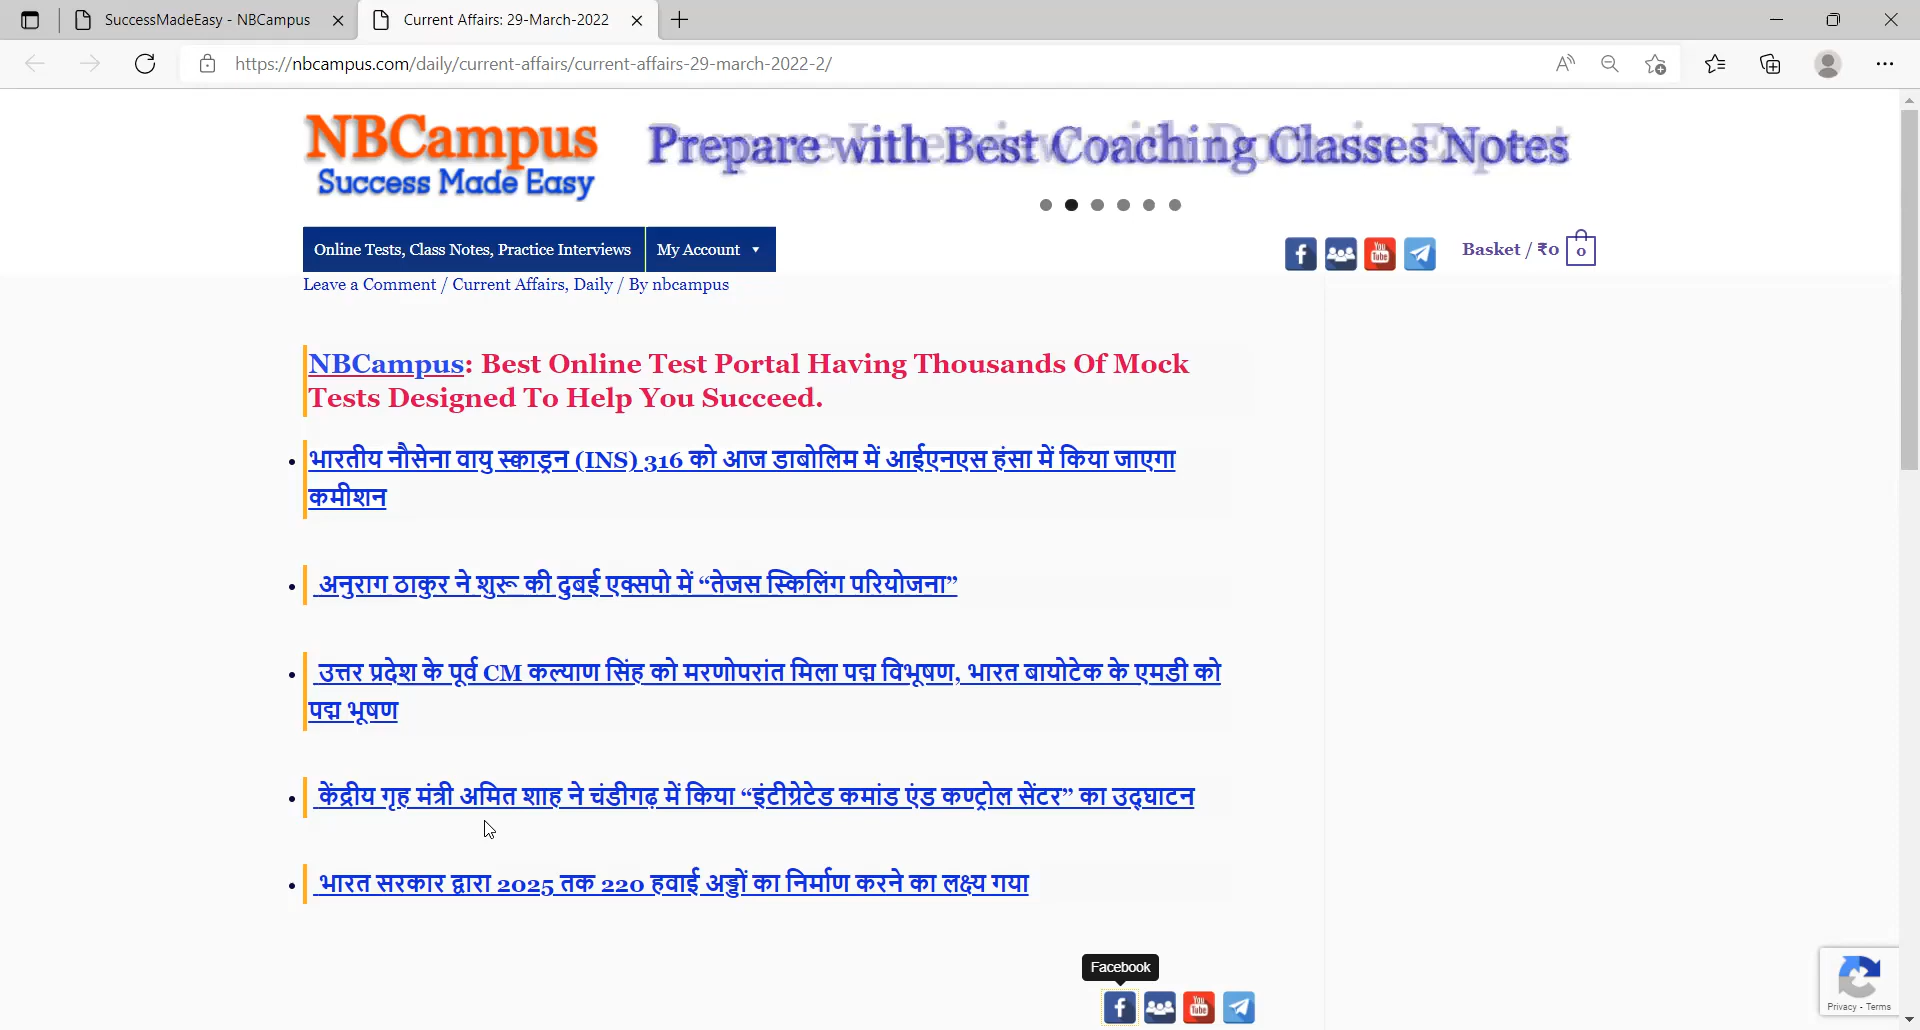 SuccessMadeEasy - NBCampus
Current Affairs: 29-March-2022
https://nbcampus.com/daily/current-affairs/current-affairs-29-march-2022-2/
NBCampus
Success Made Easy
Prepare with Best Coaching Classes Notes
Online Tests, Class Notes, Practice Interviews
My Account
You Tube
Basket / ₹0
0
Leave a Comment / Current Affairs, Daily / By nbcampus
NBCampus: Best Online Test Portal Having Thousands Of Mock
Tests Designed To Help You Succeed.
भारतीय नौसेना वायु स्काड्रन (INS) 316 को आज डाबोलिम में आईएनएस हंसा में किया जाएगा
कमीशन
अनुराग ठाकुर ने शुरू की दुबई एक्सपो में “तेजस स्किलिंग परियोजना”
उत्तर प्रदेश के पूर्व CM कल्याण सिंह को मरणोपरांत मिला पद्म विभूषण, भारत बायोटेक के एमडी को
पद्म भूषण
केंद्रीय गृह मंत्री अमित शाह ने चंडीगढ़ में किया “इंटीग्रेटेड कमांड एंड कण्ट्रोल सेंटर” का उद्घाटन
भारत सरकार द्वारा 2025 तक 220 हवाई अड्डों का निर्माण करने का लक्ष्य गया
Facebook
You Tube
Privacy - Terms